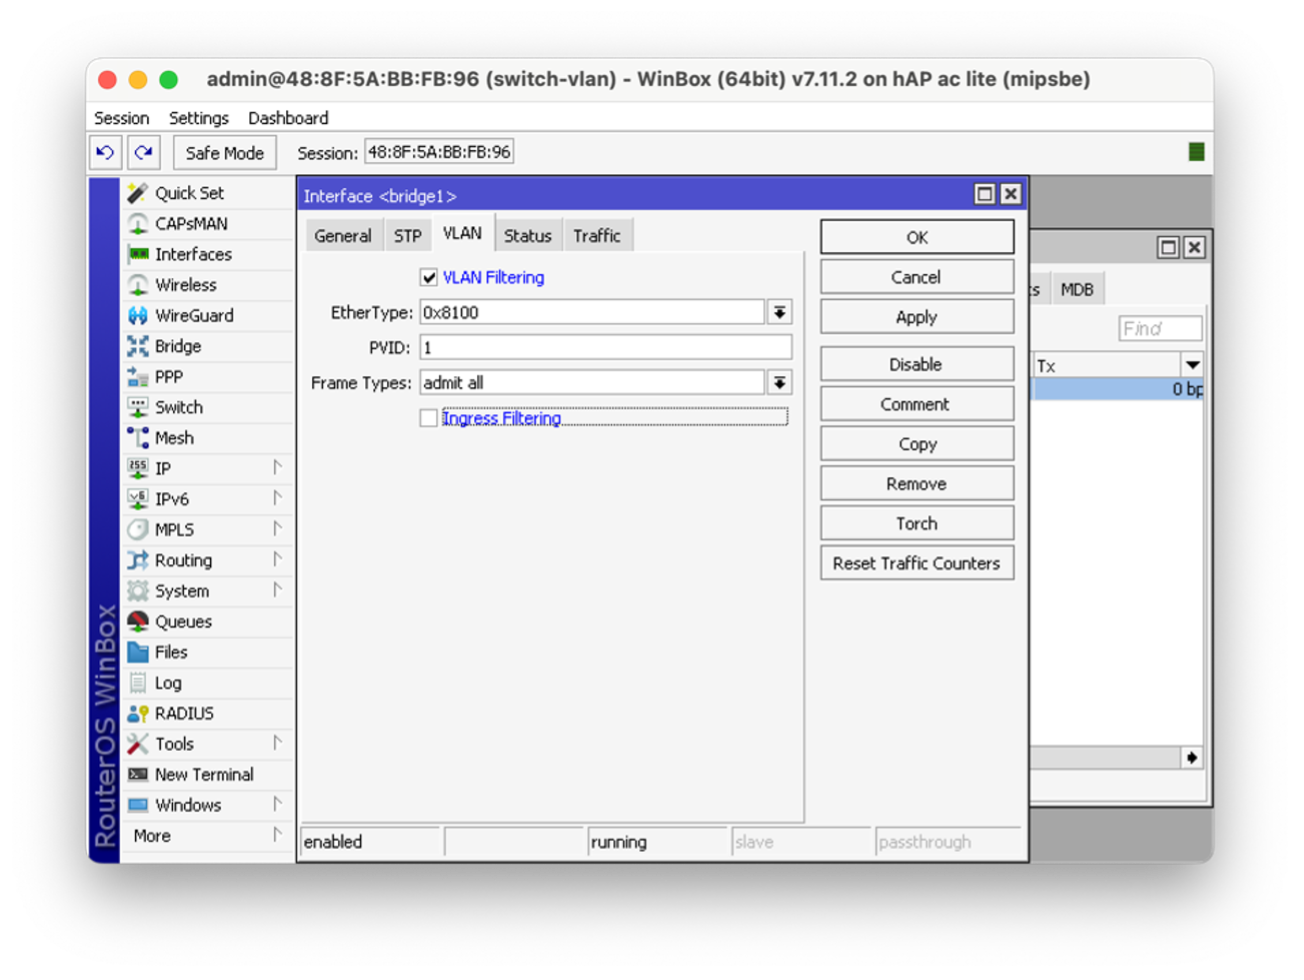 admin@48:8F:5A:BB:FB:96 (switch-vlan) - WinBox (64bit) v7.11.2 on hAP ac lite (mipsbe)
Session Settings Dashboard
Safe Mode Session: 48:8F:5A:BB:FB:96
RouterOS WinBox
Quick Set
CAPsMAN
Interfaces
Wireless
WireGuard
Bridge
PPP
Switch
Mesh
255 IP
v6 IPv6
MPLS
Routing
System
Queues
Files
Log
RADIUS
Tools
New Terminal
Windows
More
Interface <bridge1>
General STP VLAN Status Traffic
VLAN Filtering
EtherType: 0x8100
PVID: 1
Frame Types: admit all
Ingress Filtering
OK
Cancel
Apply
Disable
Comment
Copy
Remove
Torch
Reset Traffic Counters
enabled running slave passthrough
MDB
Find
Tx
0 bp